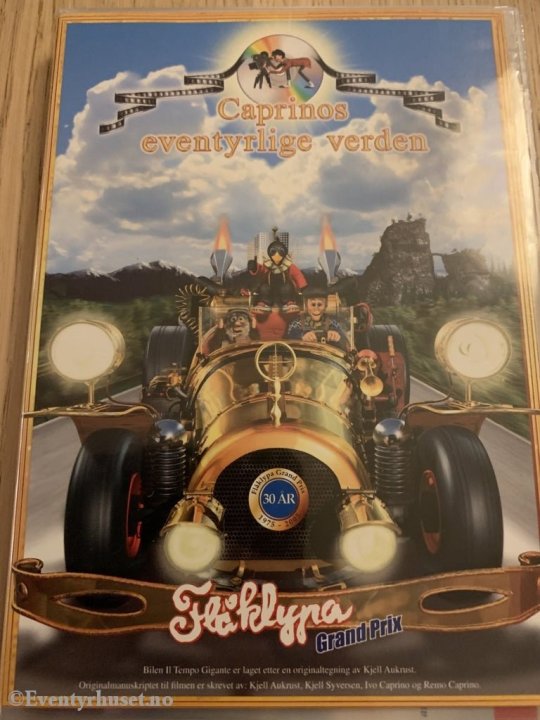 Caprinos
eventyrlige verden
Flåklypa Grand Prix
30 ÅR
Flåklypa
Grand Prix
Bilen Il Tempo Gigante er laget etter en originaltegning av Kjell Aukrust.
Originalmanuskriptet til filmen er skrevet av: Kjell Aukrust, Kjell Syversen, Ivo Caprino og Remo Caprino.
©Eventyrhuset.no